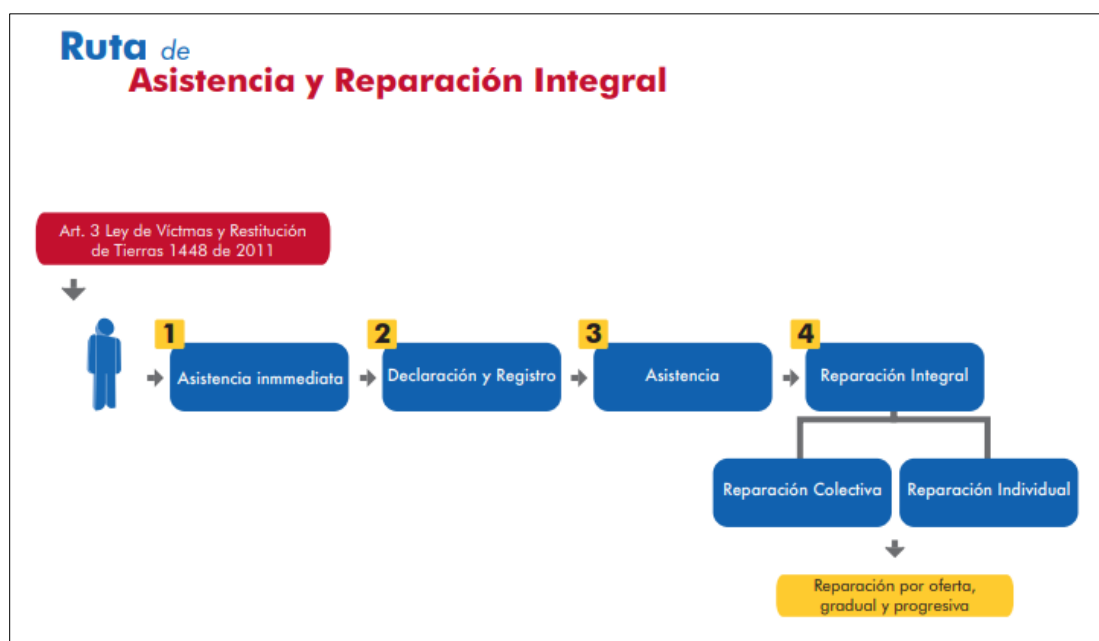 Ruta de
Asistencia y Reparación Integral
Art. 3 Ley de Víctmas y Restitución
de Tierras 1448 de 2011
1
Asistencia inmmediata
2
Declaración y Registro
3
Asistencia
4
Reparación Integral
Reparación Colectiva
Reparación Individual
Reparación por oferta,
gradual y progresiva